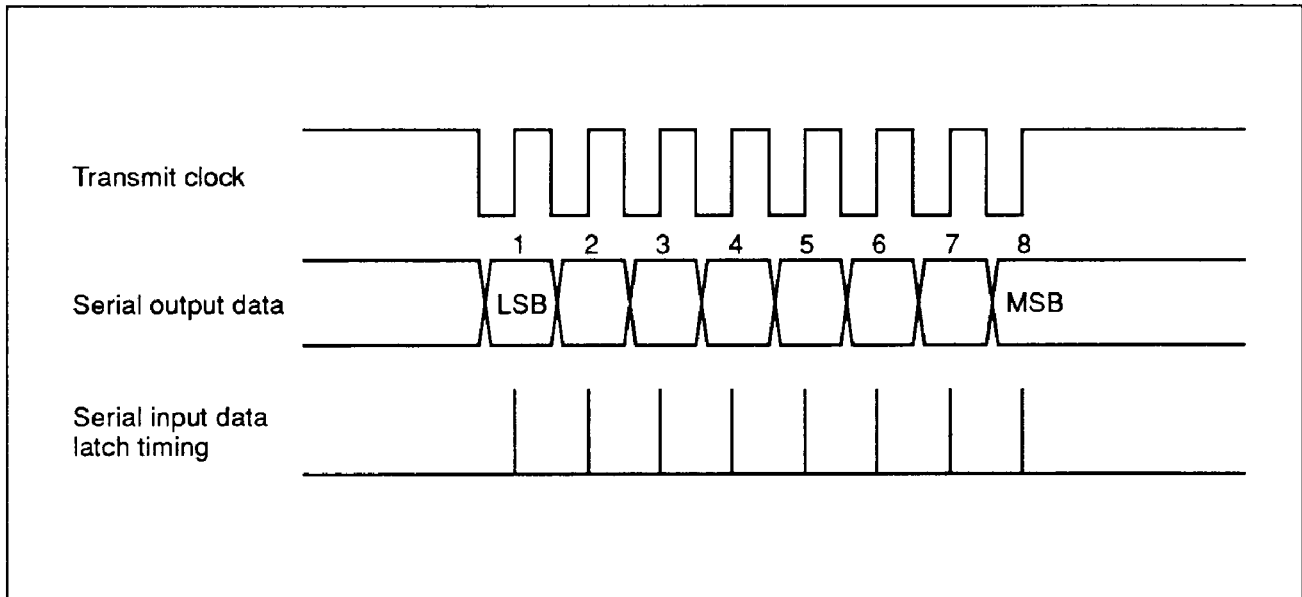 Transmit clock
1 2 3 4 5 6 7 8
Serial output data
LSB
MSB
Serial input data
latch timing